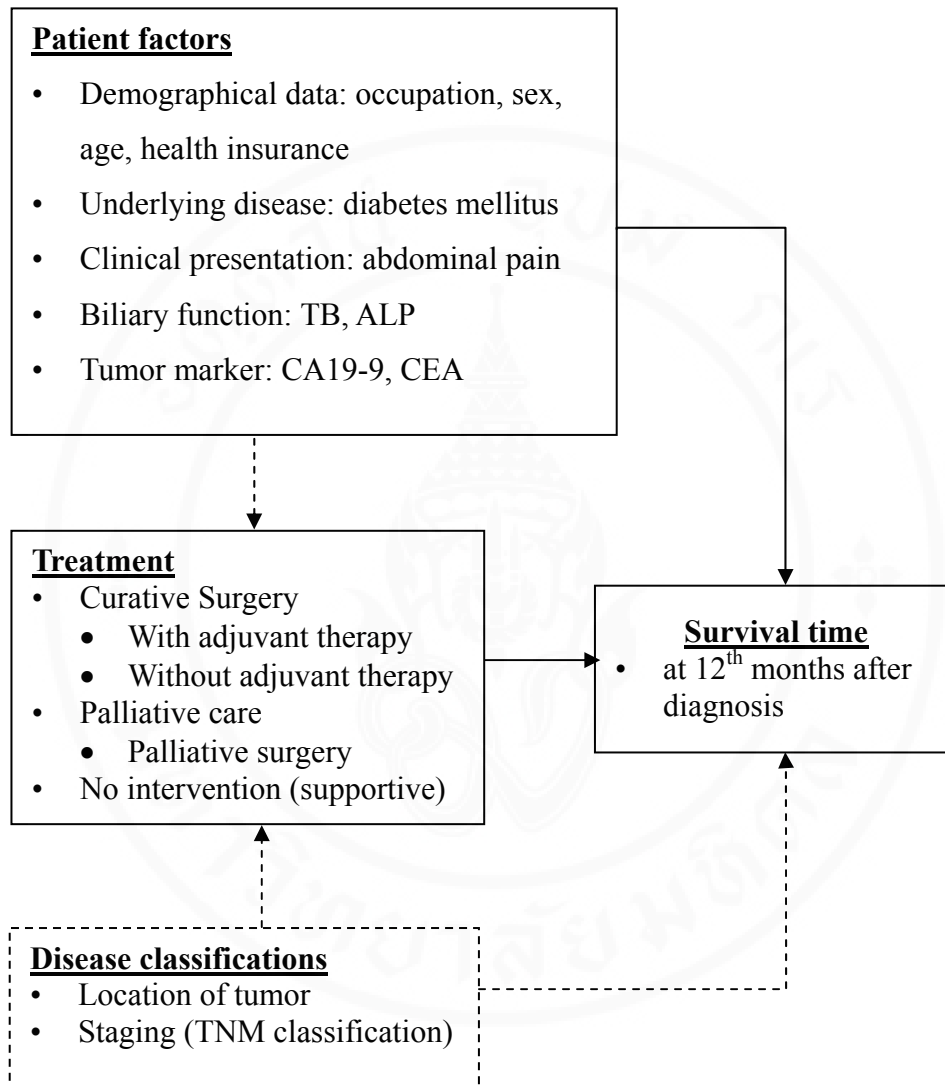 Patient factors
• Demographical data: occupation, sex,
age, health insurance
• Underlying disease: diabetes mellitus
• Clinical presentation: abdominal pain
• Biliary function: TB, ALP
• Tumor marker: CA19-9, CEA
Treatment
• Curative Surgery
• With adjuvant therapy
• Without adjuvant therapy
• Palliative care
• Palliative surgery
• No intervention (supportive)
Survival time
• at 12th months after
diagnosis
Disease classifications
• Location of tumor
• Staging (TNM classification)